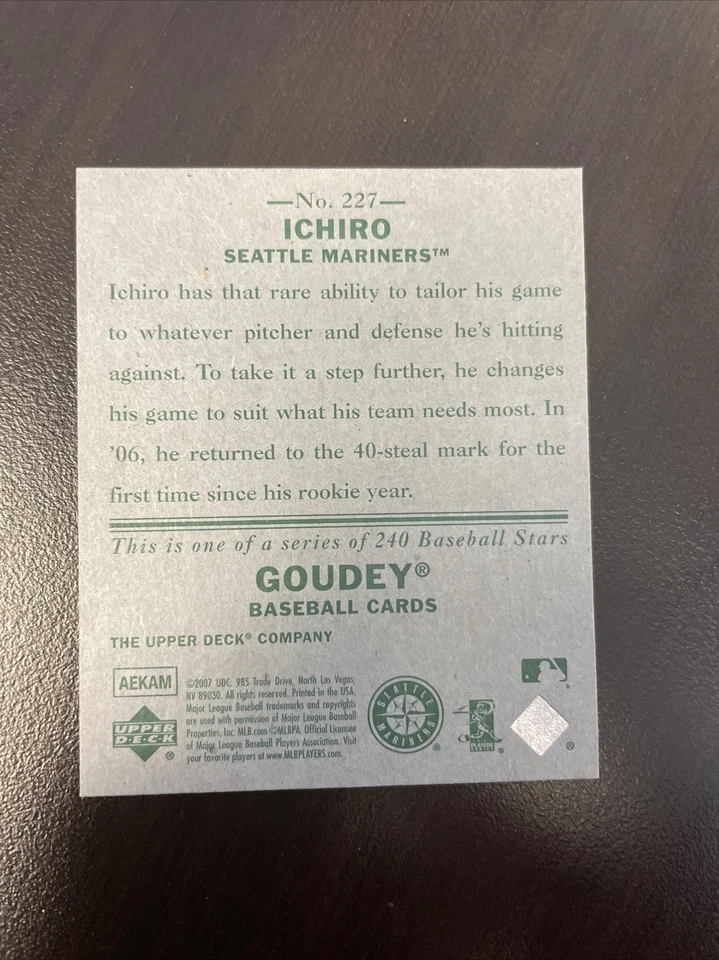 —No. 227—
ICHIRO
SEATTLE MARINERS™
Ichiro has that rare ability to tailor his game
to whatever pitcher and defense he's hitting
against. To take it a step further, he changes
his game to suit what his team needs most. In
'06, he returned to the 40-steal mark for the
first time since his rookie year.
This is one of a series of 240 Baseball Stars
GOUDEY®
BASEBALL CARDS
THE UPPER DECK® COMPANY
AEKAM
UPPER
D·E·C·K
®
©2007 UDC. 985 Trade Drive, North Las Vegas,
NV 89030. All rights reserved. Printed in the USA.
Major League Baseball trademarks and copyrights
are used with permission of Major League Baseball
Properties, Inc. MLB.com ©MLBPA. Official Licensee
of Major League Baseball Players Association. Visit
your favorite players at www.MLBPLAYERS.com.
SEATTLE
MARINERS
®
®
®